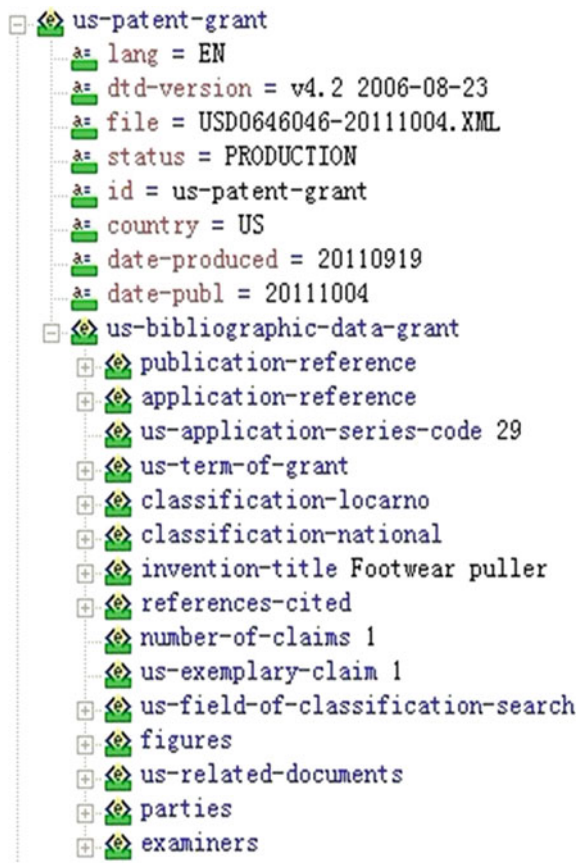 us-patent-grant
lang = EN
dtd-version = v4.2 2006-08-23
file = USD0646046-20111004.XML
status = PRODUCTION
id = us-patent-grant
country = US
date-produced = 20110919
date-publ = 20111004
us-bibliographic-data-grant
publication-reference
application-reference
us-application-series-code 29
us-term-of-grant
classification-locarno
classification-national
invention-title Footwear puller
references-cited
number-of-claims 1
us-exemplary-claim 1
us-field-of-classification-search
figures
us-related-documents
parties
examiners